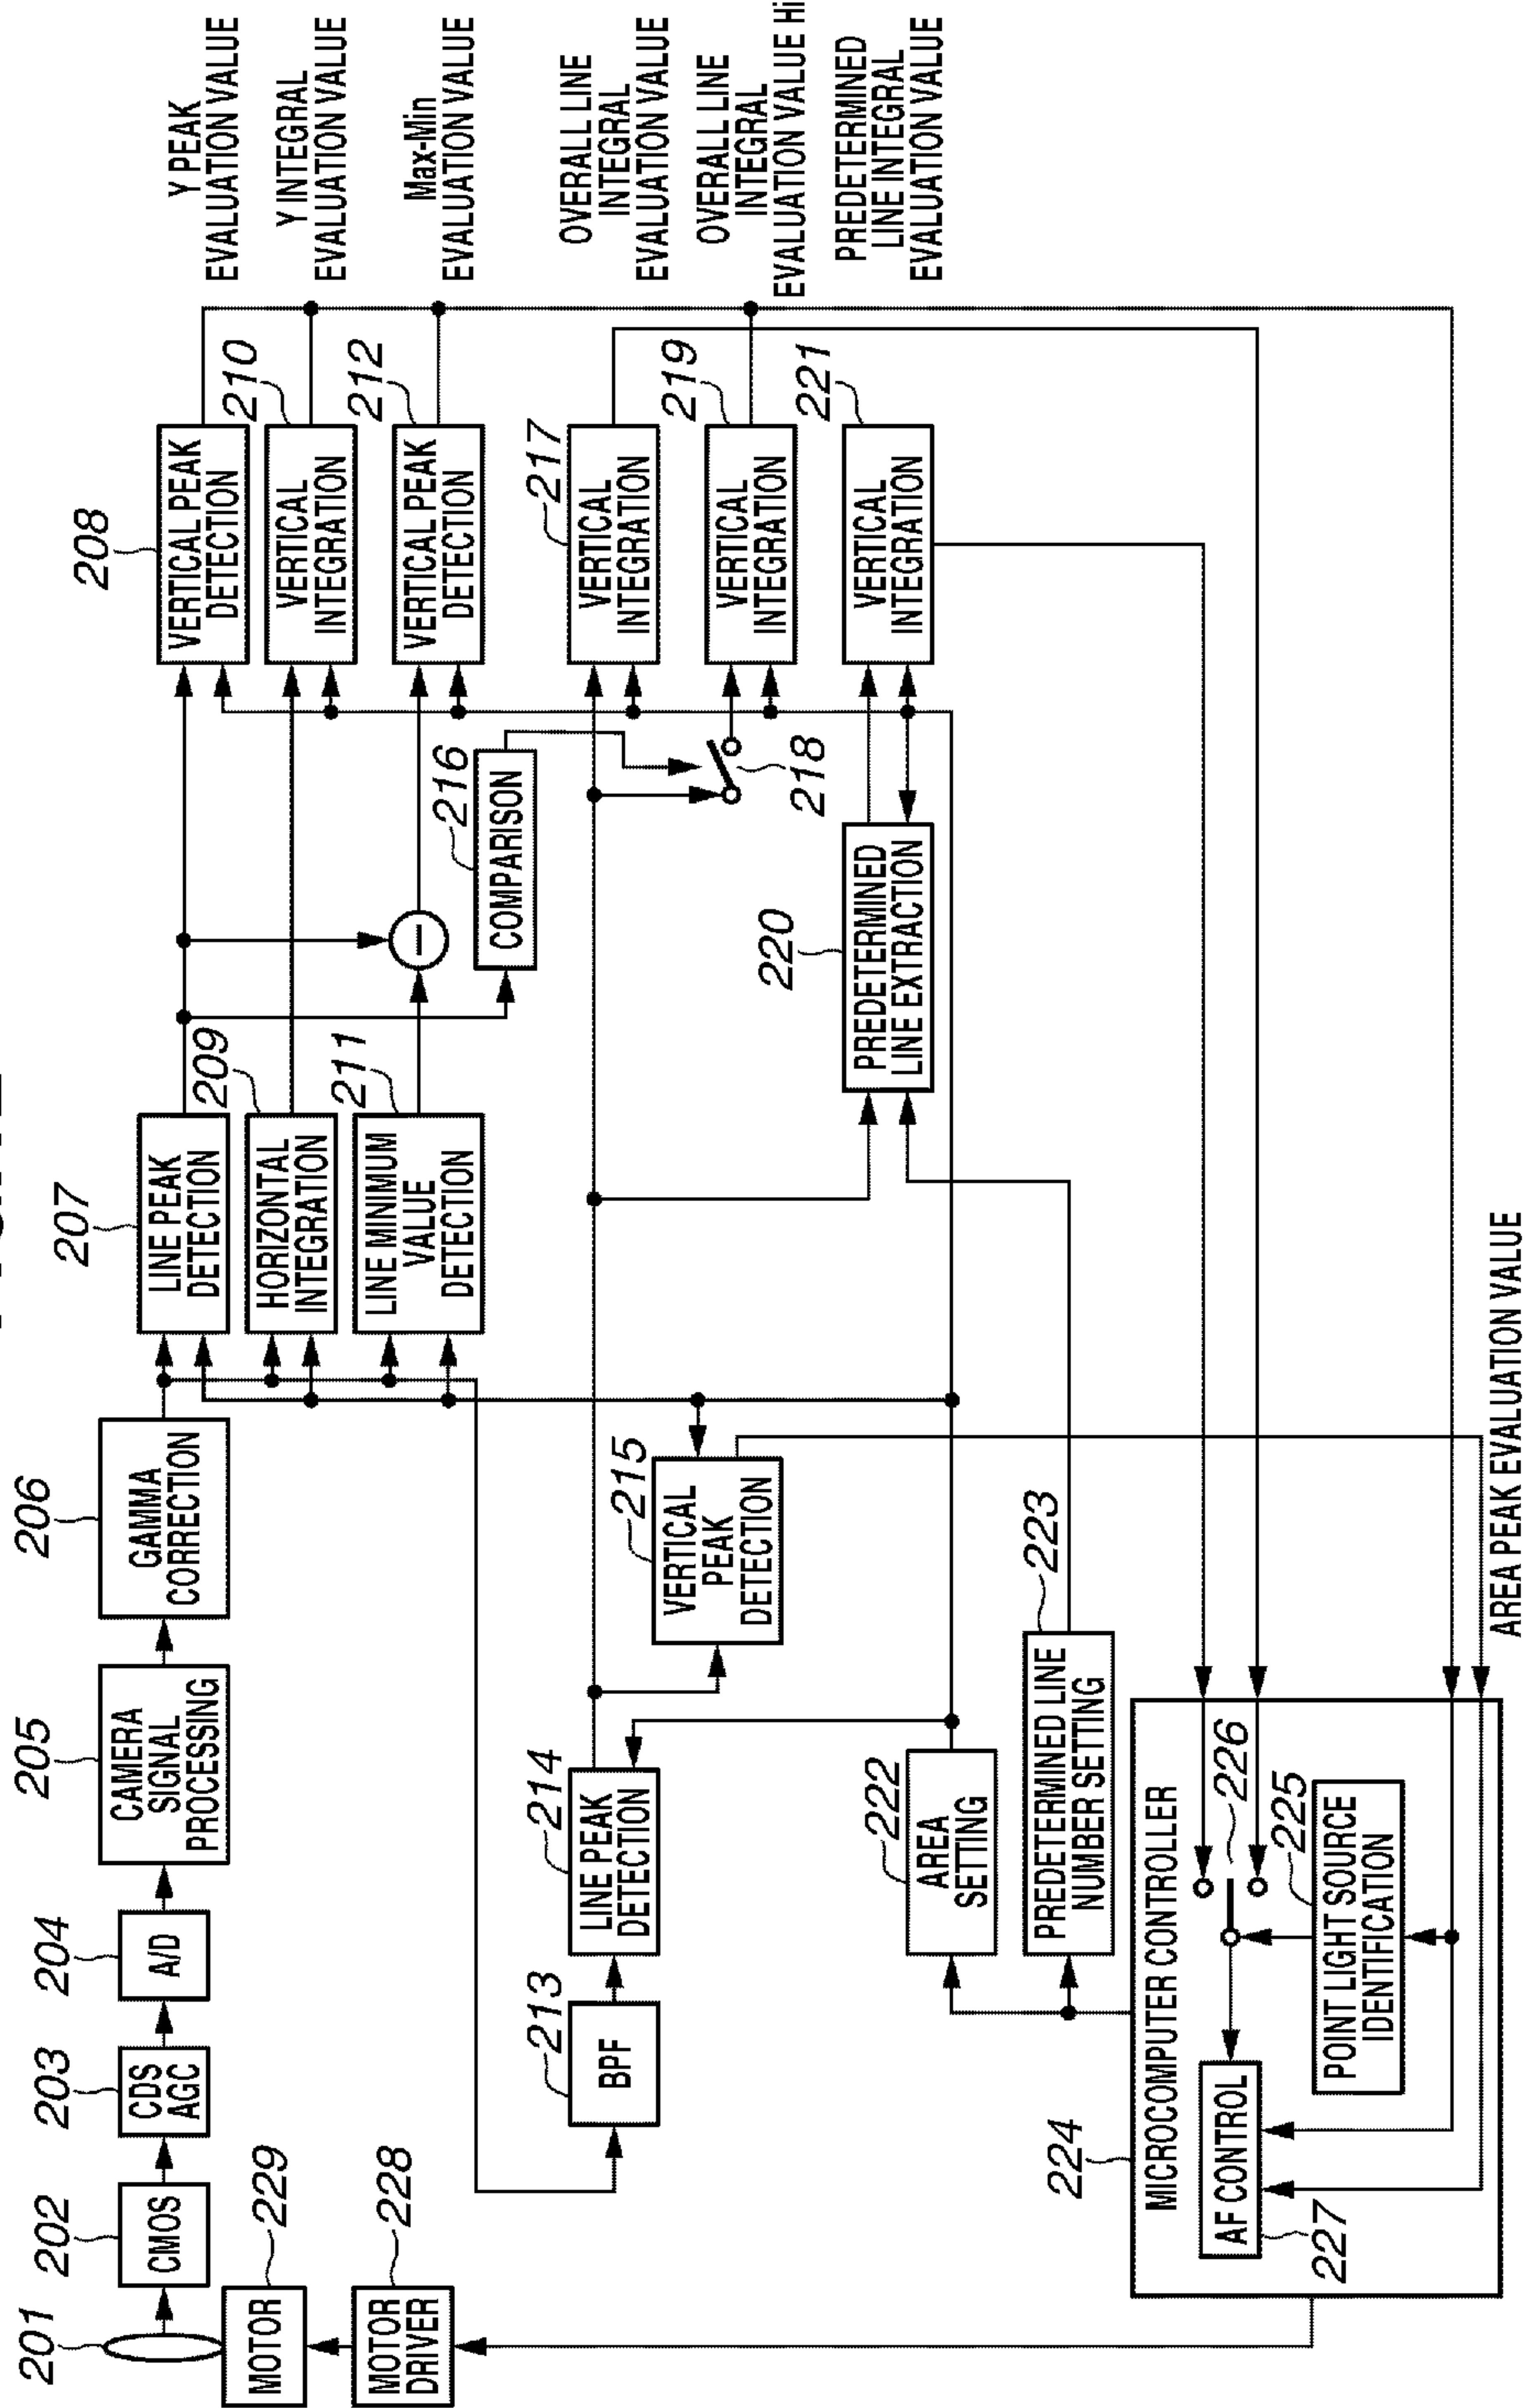 201
202
CMOS
203
CDS
AGC
204
A/D
205
CAMERA
SIGNAL
PROCESSING
206
GAMMA
CORRECTION
207
LINE PEAK
DETECTION
209
HORIZONTAL
INTEGRATION
211
LINE MINIMUM
VALUE
DETECTION
208
VERTICAL PEAK
DETECTION
210
VERTICAL
INTEGRATION
212
VERTICAL PEAK
DETECTION
Y PEAK
EVALUATION VALUE
Y INTEGRAL
EVALUATION VALUE
Max-Min
EVALUATION VALUE
229
MOTOR
228
MOTOR
DRIVER
213
BPF
214
LINE PEAK
DETECTION
215
VERTICAL
PEAK
DETECTION
216
COMPARISON
218
217
VERTICAL
INTEGRATION
219
VERTICAL
INTEGRATION
221
VERTICAL
INTEGRATION
OVERALL LINE
INTEGRAL
EVALUATION VALUE
OVERALL LINE
INTEGRAL
EVALUATION VALUE Hi
PREDETERMINED
LINE INTEGRAL
EVALUATION VALUE
220
PREDETERMINED
LINE EXTRACTION
222
AREA
SETTING
223
PREDETERMINED LINE
NUMBER SETTING
224
MICROCOMPUTER CONTROLLER
226
225
AF CONTROL
227
POINT LIGHT SOURCE
IDENTIFICATION
AREA PEAK EVALUATION VALUE